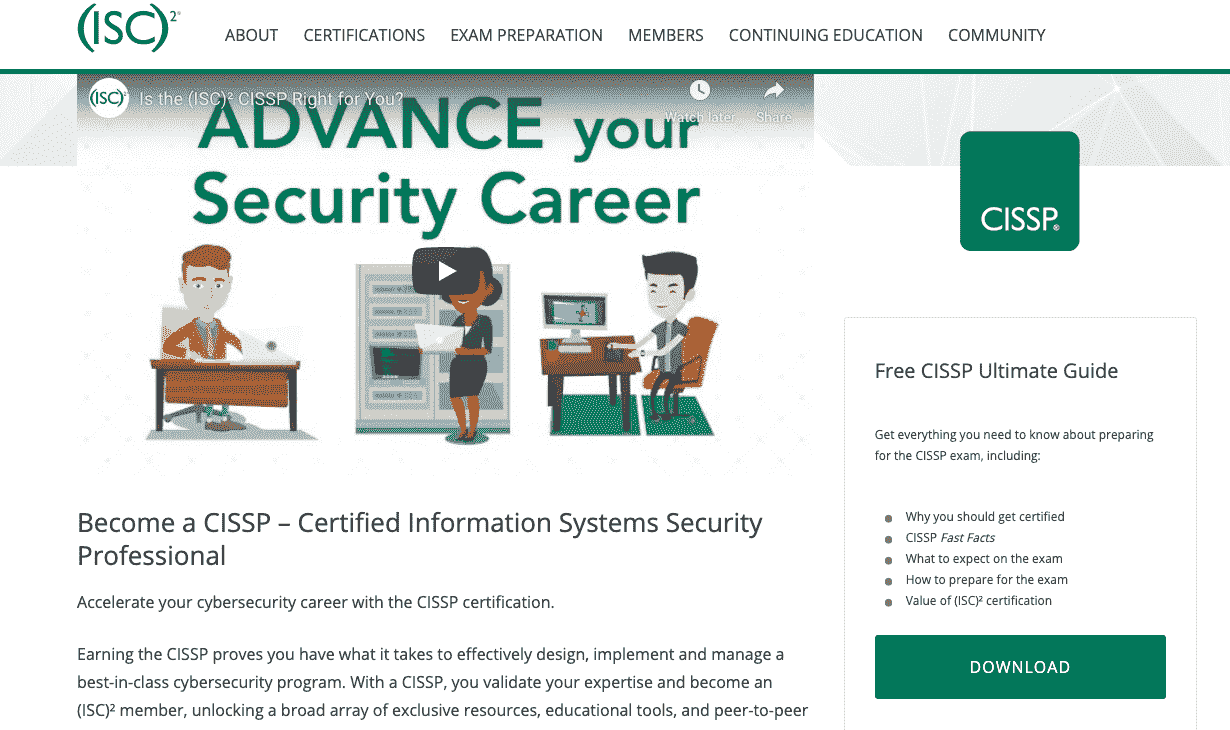 (ISC)²®
ABOUT CERTIFICATIONS EXAM PREPARATION MEMBERS CONTINUING EDUCATION COMMUNITY
(ISC)² Is the (ISC)² CISSP Right for You?
Watch later Share
ADVANCE your
Security Career
CISSP®
Become a CISSP – Certified Information Systems Security
Professional
Accelerate your cybersecurity career with the CISSP certification.
Earning the CISSP proves you have what it takes to effectively design, implement and manage a
best-in-class cybersecurity program. With a CISSP, you validate your expertise and become an
(ISC)² member, unlocking a broad array of exclusive resources, educational tools, and peer-to-peer
Free CISSP Ultimate Guide
Get everything you need to know about preparing
for the CISSP exam, including:
Why you should get certified
CISSP Fast Facts
What to expect on the exam
How to prepare for the exam
Value of (ISC)² certification
DOWNLOAD